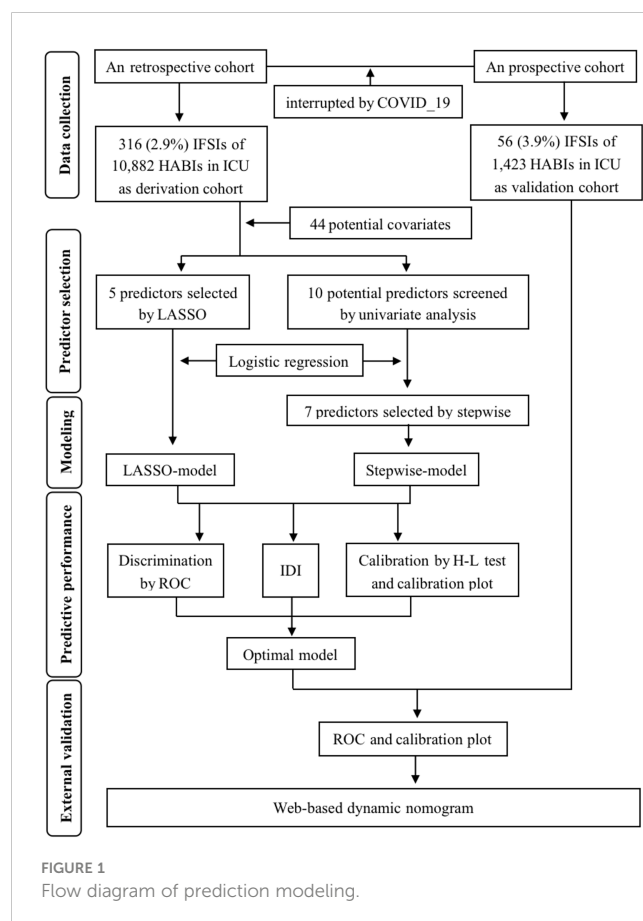 Data collection
An retrospective cohort
An prospective cohort
interrupted by COVID_19
316 (2.9%) IFSIs of
10,882 HABIs in ICU
as derivation cohort
56 (3.9%) IFSIs of
1,423 HABIs in ICU
as validation cohort
44 potential covariates
Predictor selection
5 predictors selected
by LASSO
10 potential predictors screened
by univariate analysis
Logistic regression
7 predictors selected by stepwise
Modeling
LASSO-model
Stepwise-model
Predictive performance
Discrimination
by ROC
IDI
Calibration by H-L test
and calibration plot
Optimal model
External validation
ROC and calibration plot
Web-based dynamic nomogram
FIGURE 1
Flow diagram of prediction modeling.